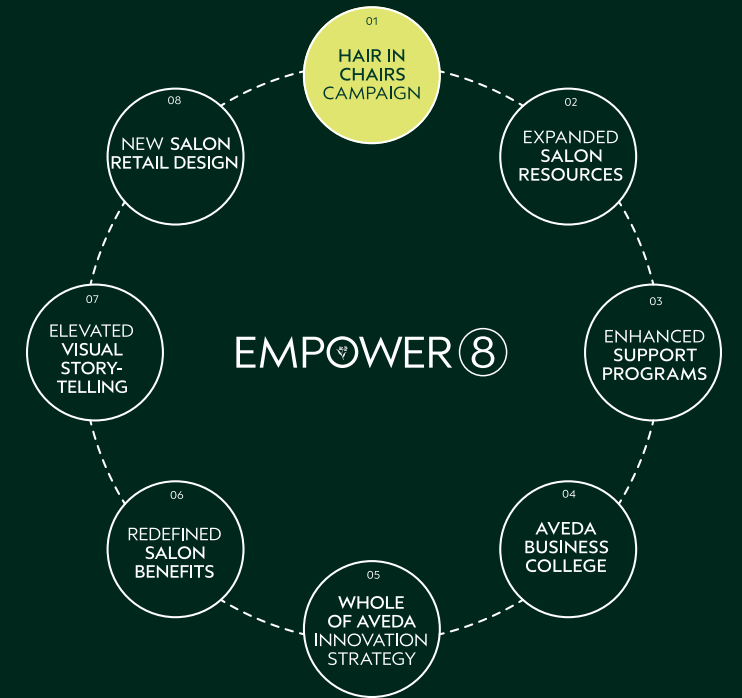 01
HAIR IN
CHAIRS
CAMPAIGN
02
EXPANDED
SALON
RESOURCES
03
ENHANCED
SUPPORT
PROGRAMS
04
AVEDA
BUSINESS
COLLEGE
05
WHOLE
OF AVEDA
INNOVATION
STRATEGY
06
REDEFINED
SALON
BENEFITS
07
ELEVATED
VISUAL
STORY-
TELLING
08
NEW SALON
RETAIL DESIGN
EMPOWER 8